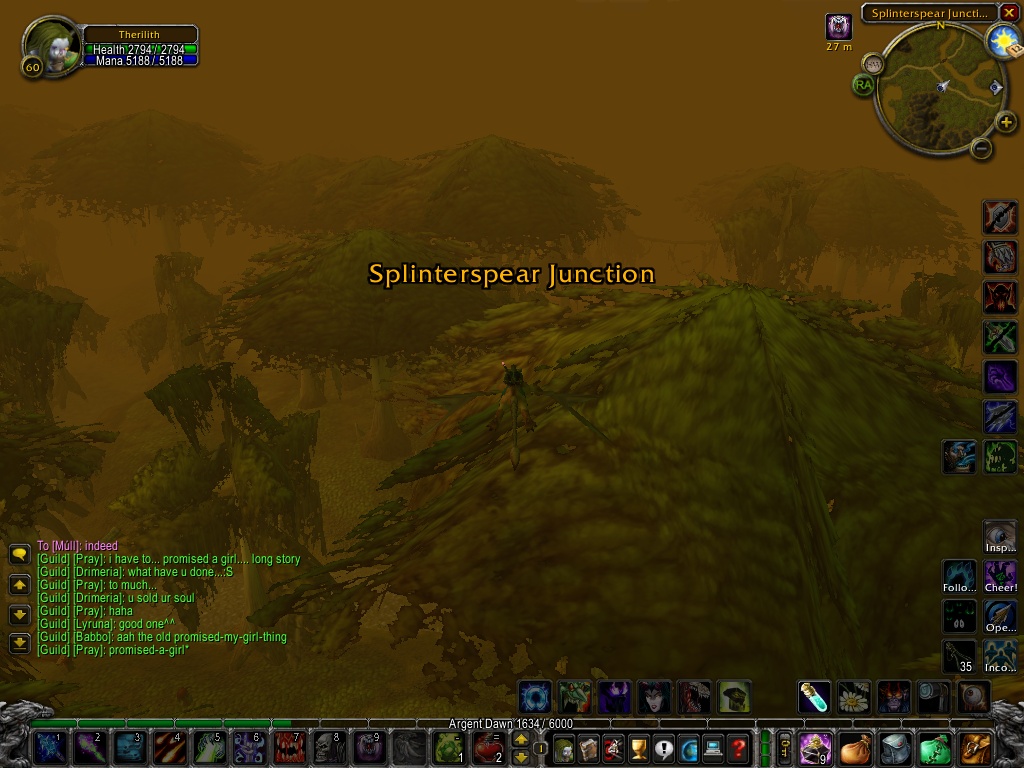 Therilith
Health 2794 / 2794
60
Mana 5188 / 5188
27 m
Splinterspear Juncti...
N
RA
Splinterspear Junction
Insp...
Follo...
Cheer!
Ope...
35
Inco...
To [Múll]: indeed
[Guild] [Pray]: i have to... promised a girl.... long story
[Guild] [Drimeria]: what have u done...:S
[Guild] [Pray]: to much...
[Guild] [Drimeria]: u sold ur soul
[Guild] [Pray]: haha
[Guild] [Lyruna]: good one^^
[Guild] [Babbo]: aah the old promised-my-girl-thing
[Guild] [Pray]: promised-a-girl*
Argent Dawn 1634 / 6000
1 2 3 4 5 6 7 8 9 - =
1 2 1 9